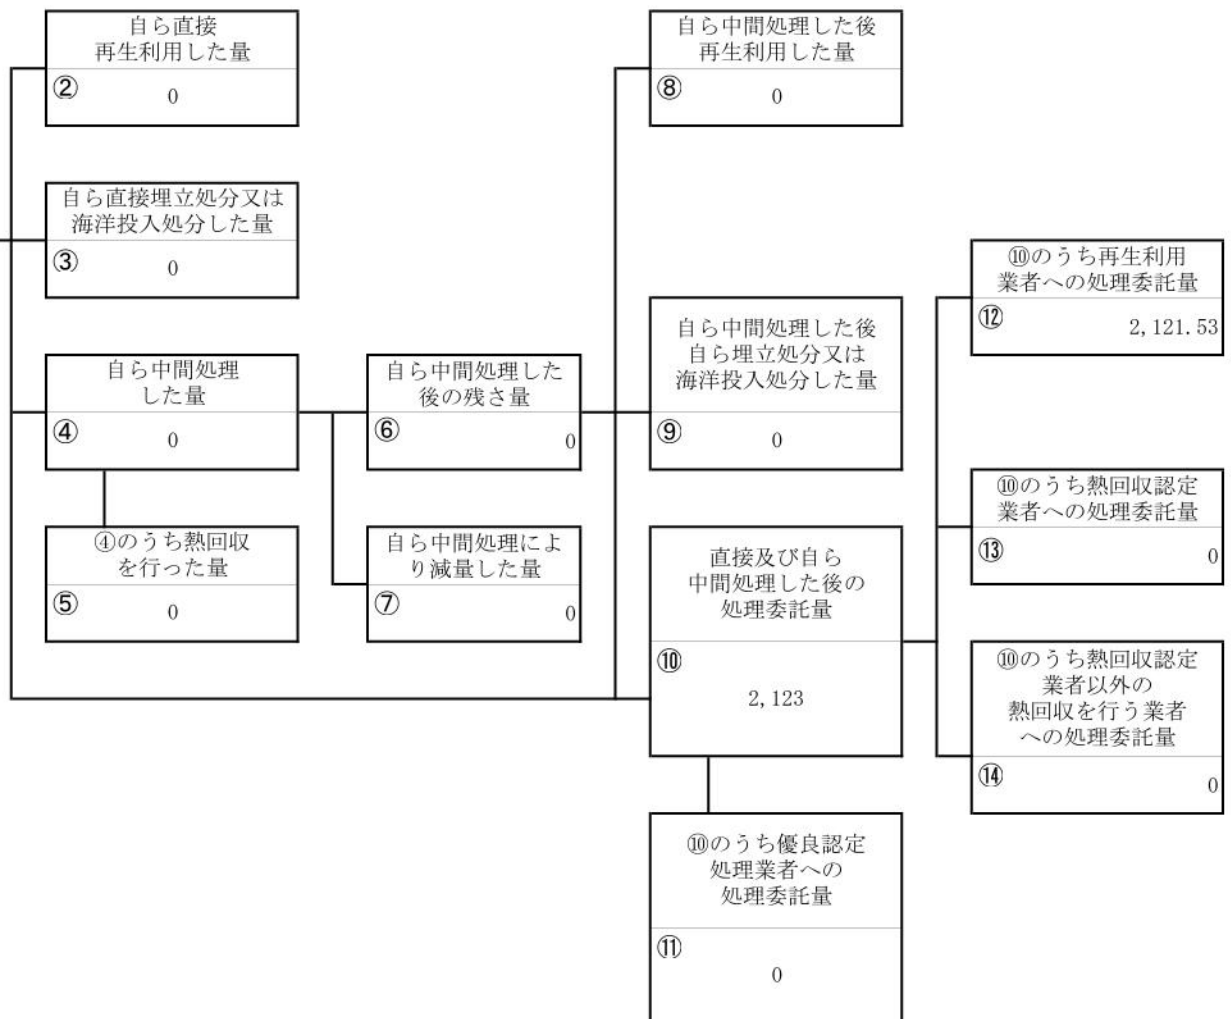 自ら直接
再生利用した量
②
0
自ら中間処理した後
再生利用した量
⑧
0
自ら直接埋立処分又は
海洋投入処分した量
③
0
⑩のうち再生利用
業者への処理委託量
⑫
2,121.53
自ら中間処理した後
自ら埋立処分又は
海洋投入処分した量
⑨
0
自ら中間処理
した量
④
0
自ら中間処理した
後の残さ量
⑥
0
⑩のうち熱回収認定
業者への処理委託量
⑬
0
④のうち熱回収
を行った量
⑤
0
自ら中間処理によ
り減量した量
⑦
0
直接及び自ら
中間処理した後の
処理委託量
⑩
2,123
⑩のうち熱回収認定
業者以外の
熱回収を行う業者
への処理委託量
⑭
0
⑩のうち優良認定
処理業者への
処理委託量
⑪
0